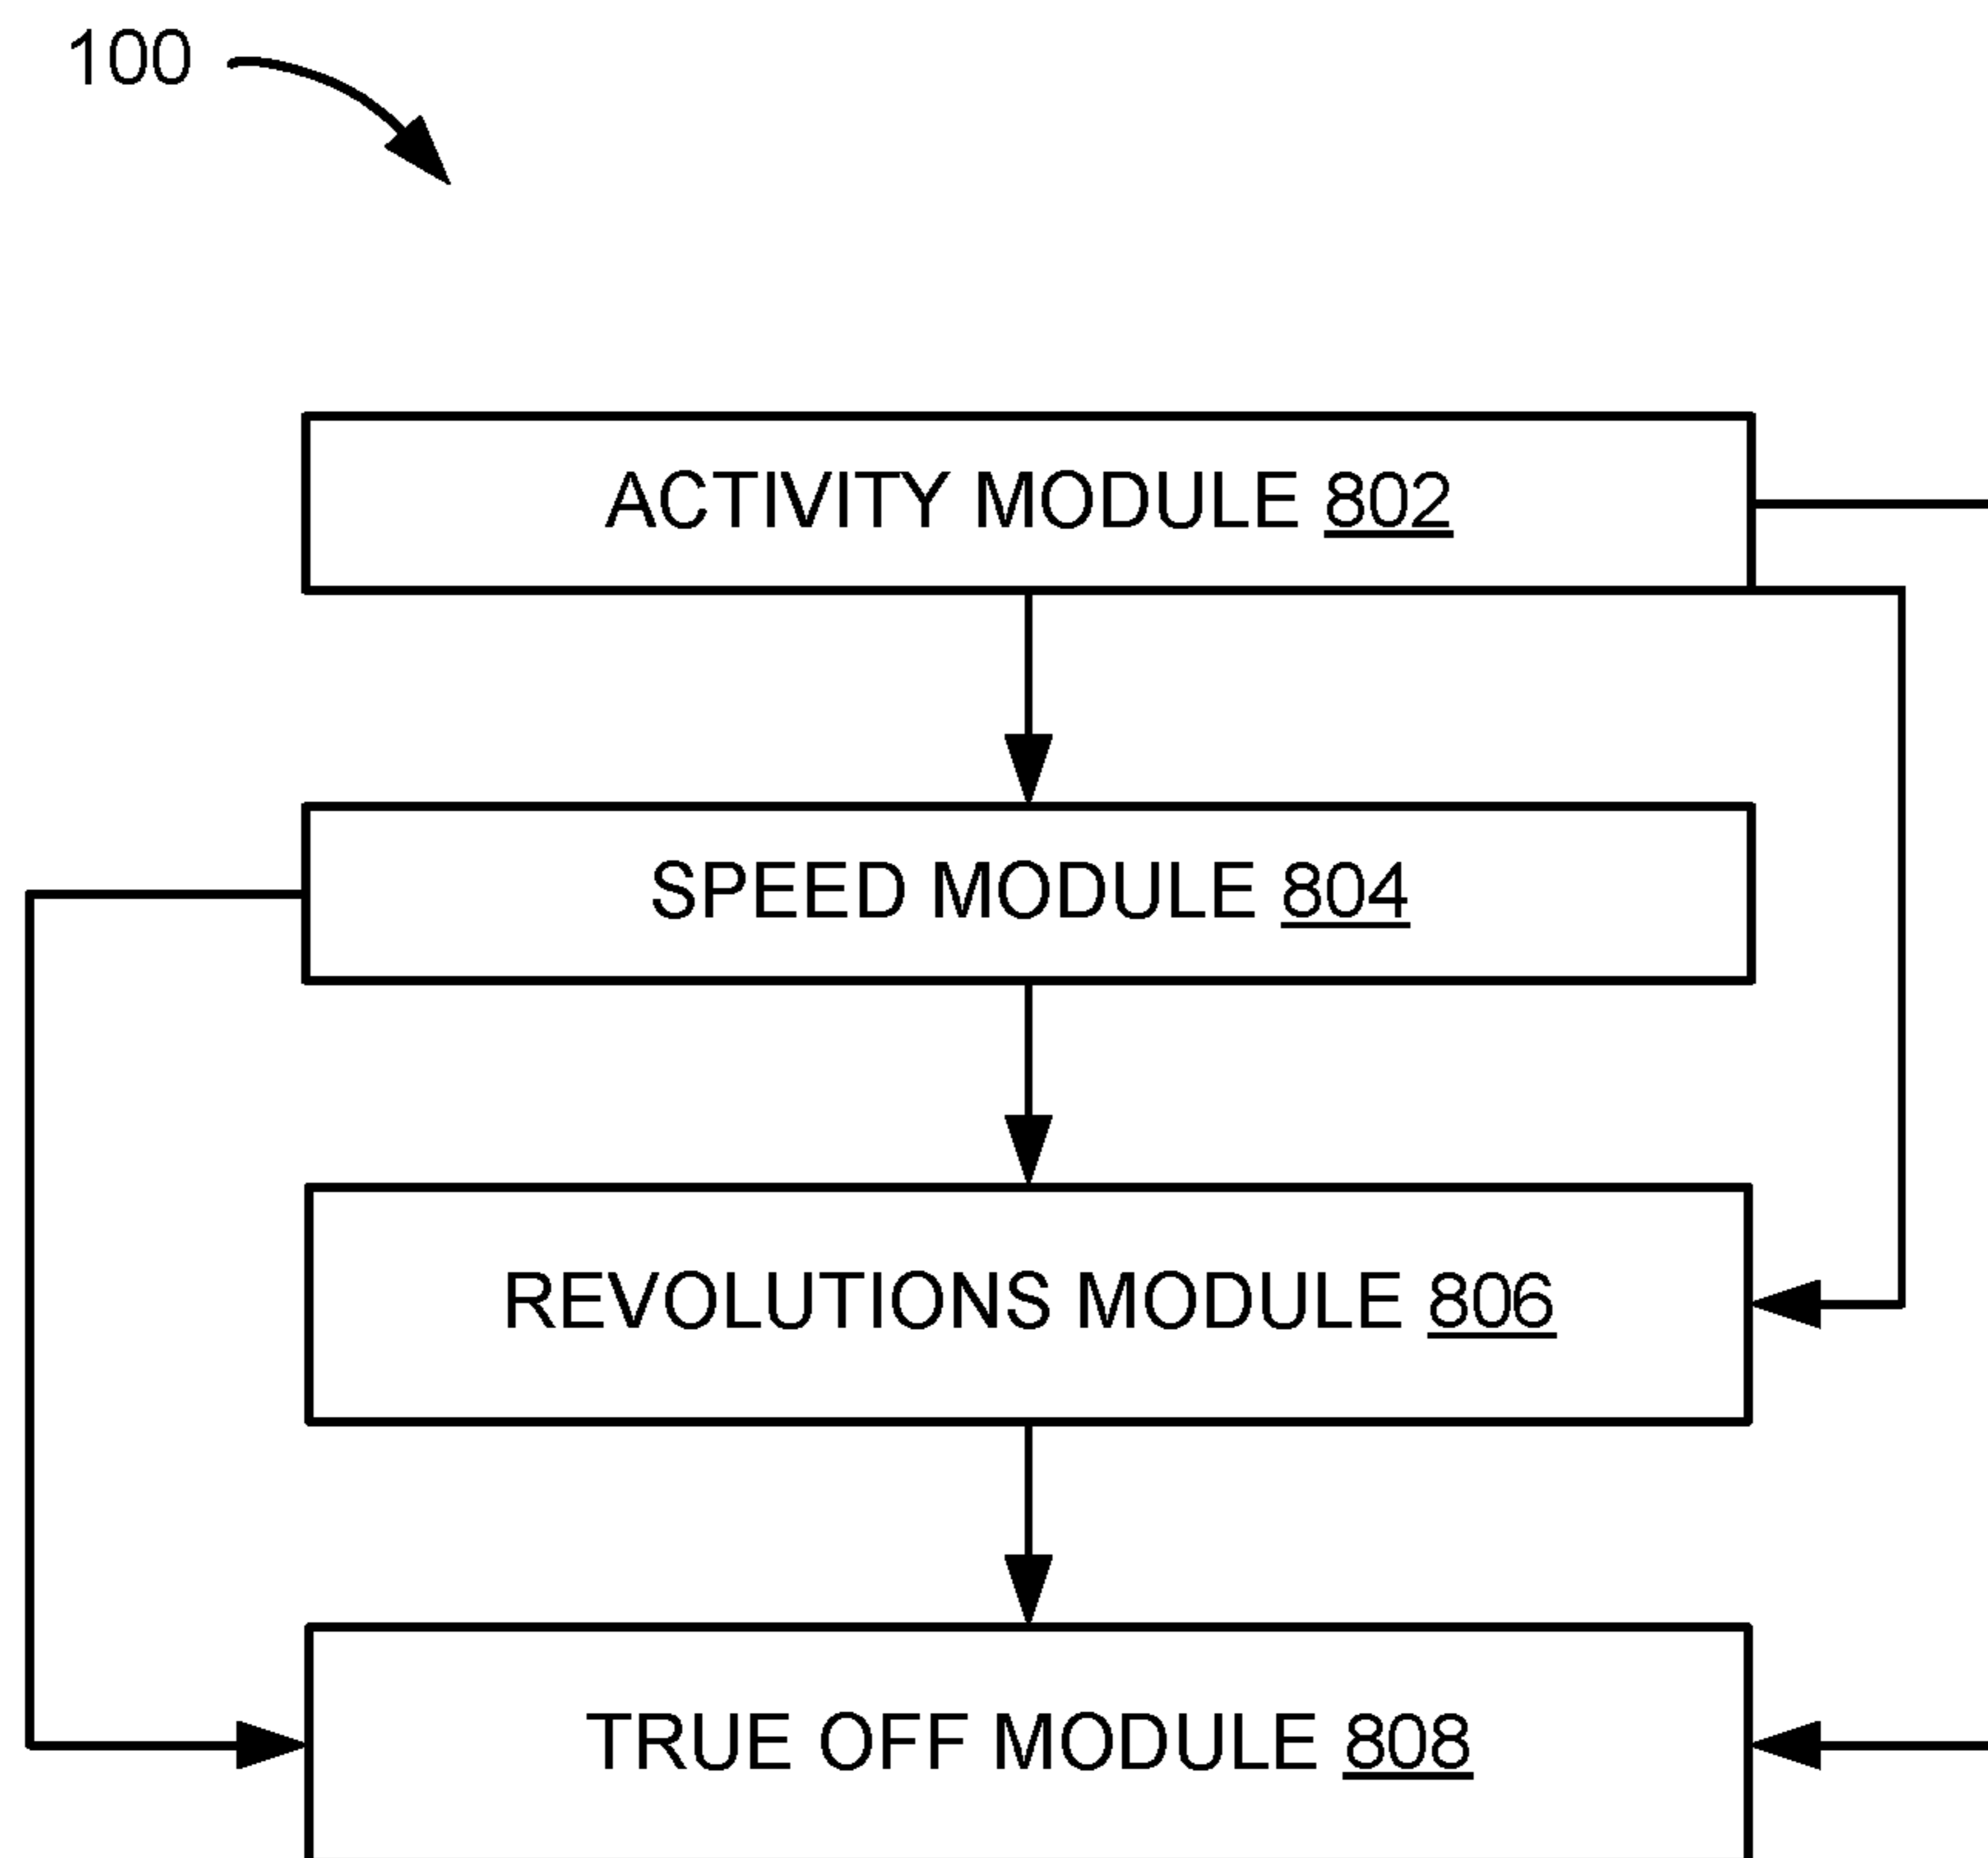 100
ACTIVITY MODULE 802
SPEED MODULE 804
REVOLUTIONS MODULE 806
TRUE OFF MODULE 808